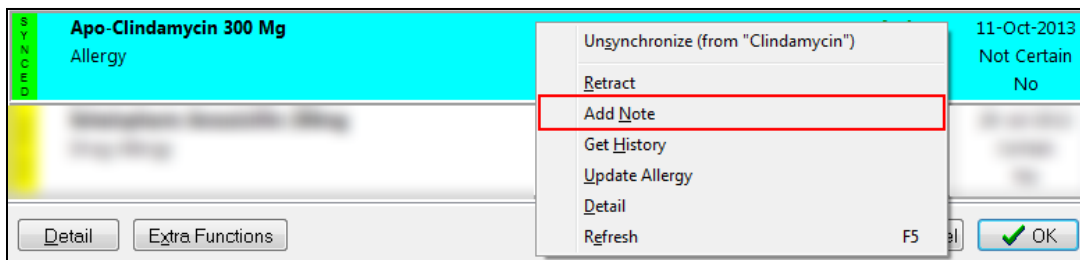 SYNCED
Apo-Clindamycin 300 Mg
Allergy
11-Oct-2013
Not Certain
No
Unsynchronize (from "Clindamycin")
Retract
Add Note
Get History
Update Allergy
Detail
Refresh F5
Detail
Extra Functions
el
OK